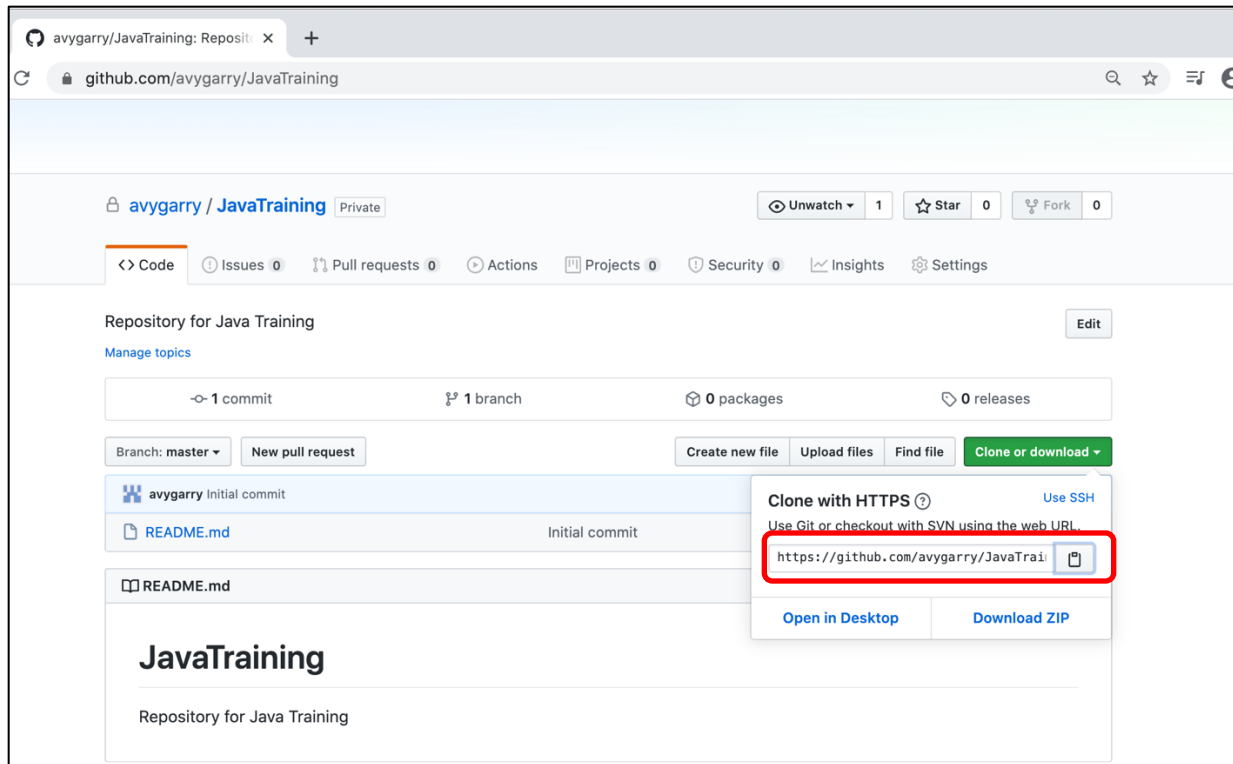 avygarry/JavaTraining: Reposit
github.com/avygarry/JavaTraining
avygarry / JavaTraining Private
Unwatch 1 Star 0 Fork 0
Code Issues 0 Pull requests 0 Actions Projects 0 Security 0 Insights Settings
Repository for Java Training Edit
Manage topics
1 commit 1 branch 0 packages 0 releases
Branch: master New pull request Create new file Upload files Find file Clone or download
avygarry Initial commit
README.md Initial commit
Clone with HTTPS ? Use SSH
Use Git or checkout with SVN using the web URL.
https://github.com/avygarry/JavaTrai
Open in Desktop Download ZIP
README.md
JavaTraining
Repository for Java Training